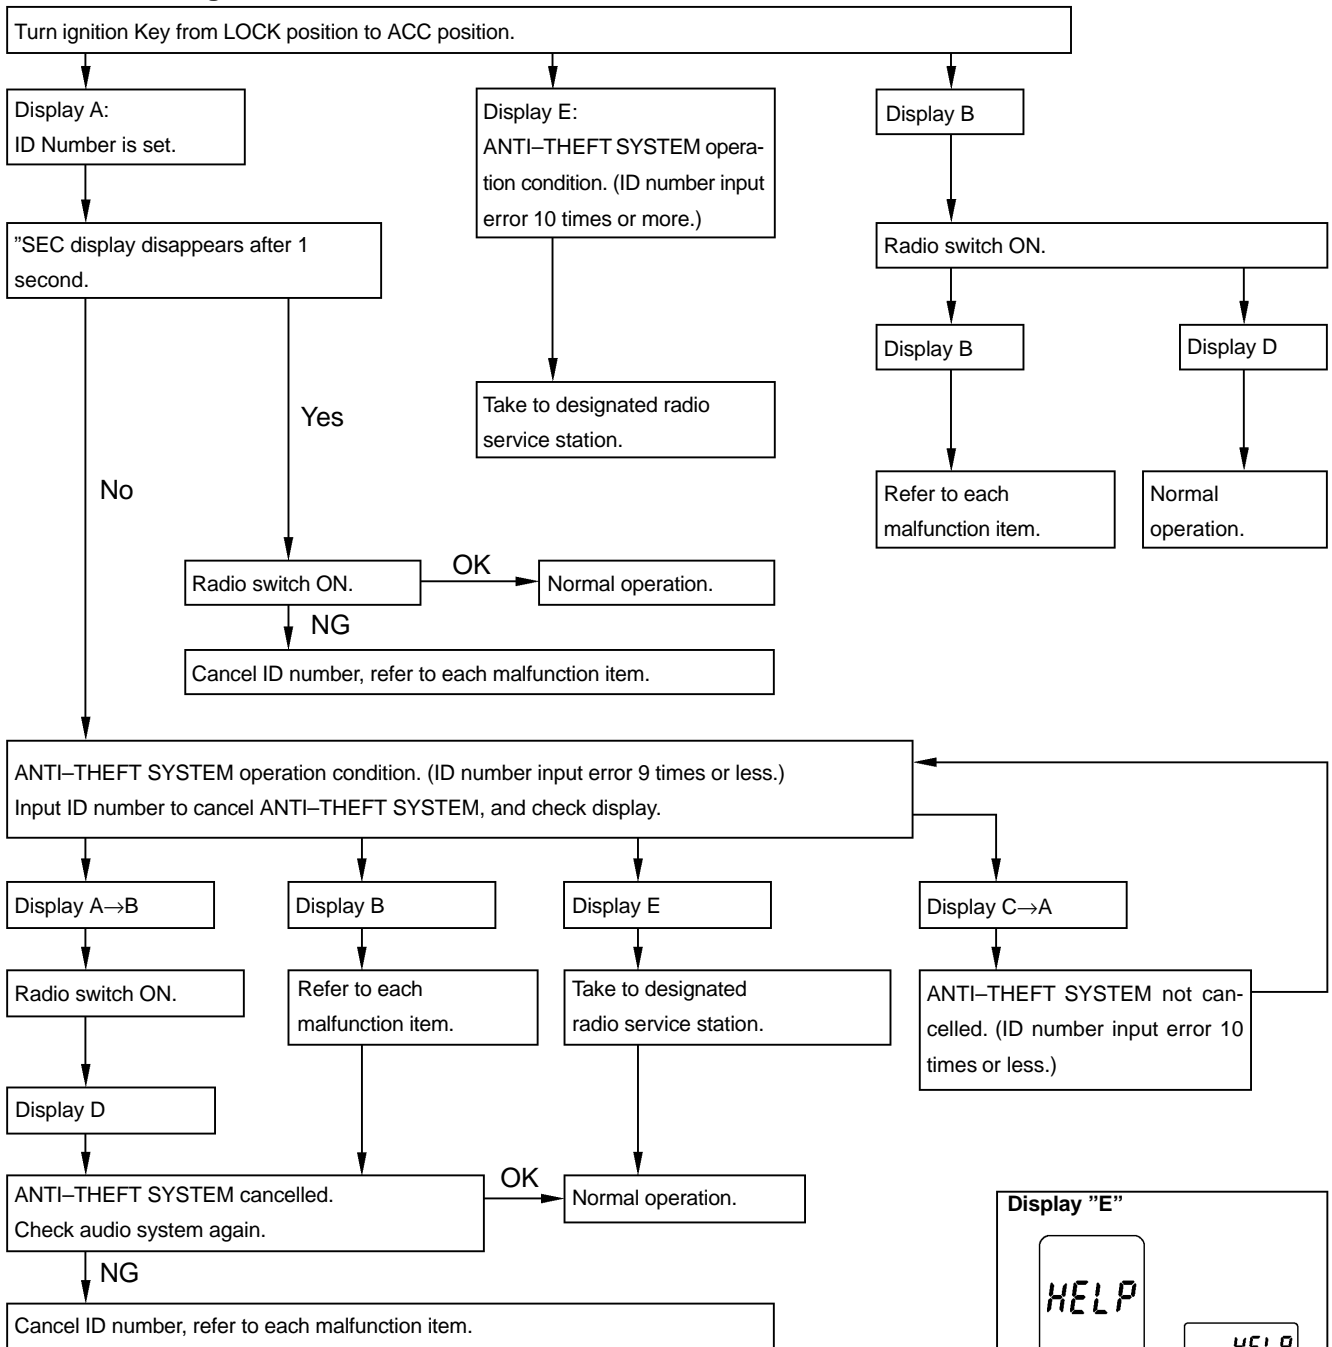 Turn ignition Key from LOCK position to ACC position.
Display A:
ID Number is set.
Display E:
ANTI–THEFT SYSTEM opera-
tion condition. (ID number input
error 10 times or more.)
Display B
”SEC display disappears after 1
second.
Radio switch ON.
Display B
Display D
Take to designated radio
service station.
Yes
No
Refer to each
malfunction item.
Normal
operation.
Radio switch ON.
OK
Normal operation.
NG
Cancel ID number, refer to each malfunction item.
ANTI–THEFT SYSTEM operation condition. (ID number input error 9 times or less.)
Input ID number to cancel ANTI–THEFT SYSTEM, and check display.
Display A→B
Display B
Display E
Display C→A
Radio switch ON.
Refer to each
malfunction item.
Take to designated
radio service station.
ANTI–THEFT SYSTEM not can-
celled. (ID number input error 10
times or less.)
Display D
ANTI–THEFT SYSTEM cancelled.
Check audio system again.
OK
Normal operation.
NG
Cancel ID number, refer to each malfunction item.
Display ”E”
HELP
HELP